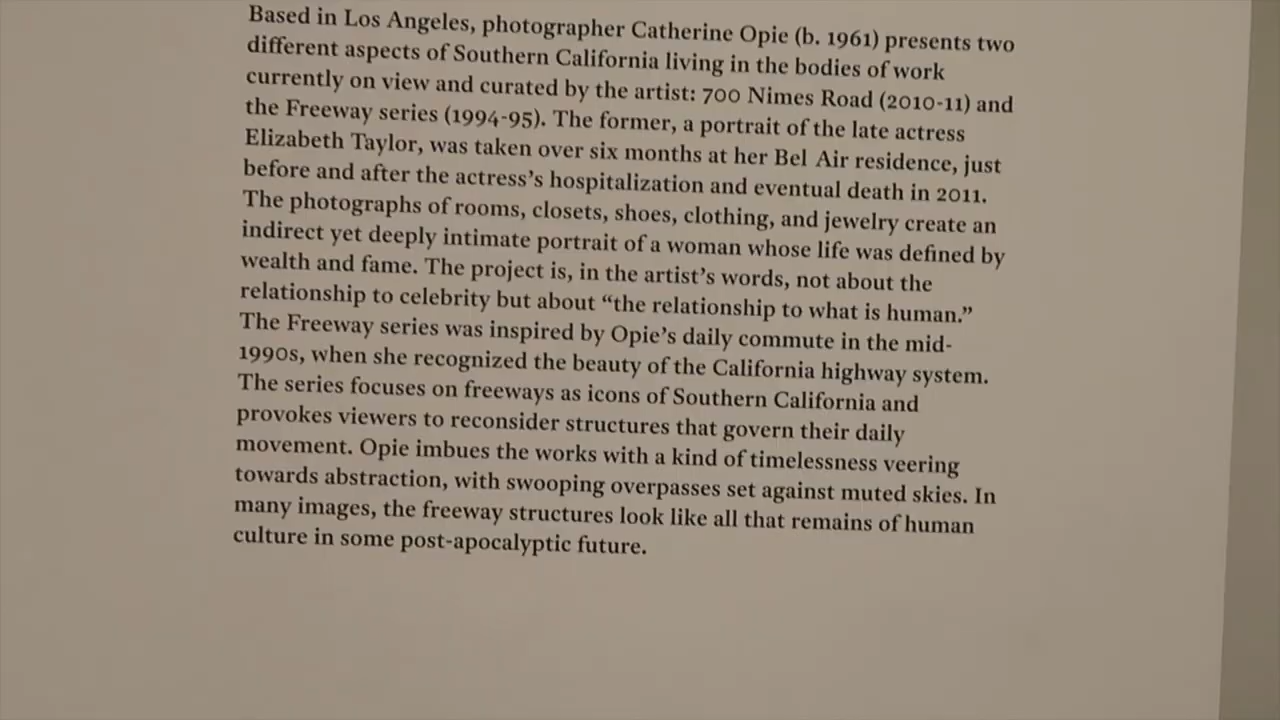 Based in Los Angeles, photographer Catherine Opie (b. 1961) presents two
different aspects of Southern California living in the bodies of work
currently on view and curated by the artist: 700 Nimes Road (2010-11) and
the Freeway series (1994-95). The former, a portrait of the late actress
Elizabeth Taylor, was taken over six months at her Bel Air residence, just
before and after the actress’s hospitalization and eventual death in 2011.
The photographs of rooms, closets, shoes, clothing, and jewelry create an
indirect yet deeply intimate portrait of a woman whose life was defined by
wealth and fame. The project is, in the artist’s words, not about the
relationship to celebrity but about “the relationship to what is human.”
The Freeway series was inspired by Opie’s daily commute in the mid-
1990s, when she recognized the beauty of the California highway system.
The series focuses on freeways as icons of Southern California and
provokes viewers to reconsider structures that govern their daily
movement. Opie imbues the works with a kind of timelessness veering
towards abstraction, with swooping overpasses set against muted skies. In
many images, the freeway structures look like all that remains of human
culture in some post-apocalyptic future.